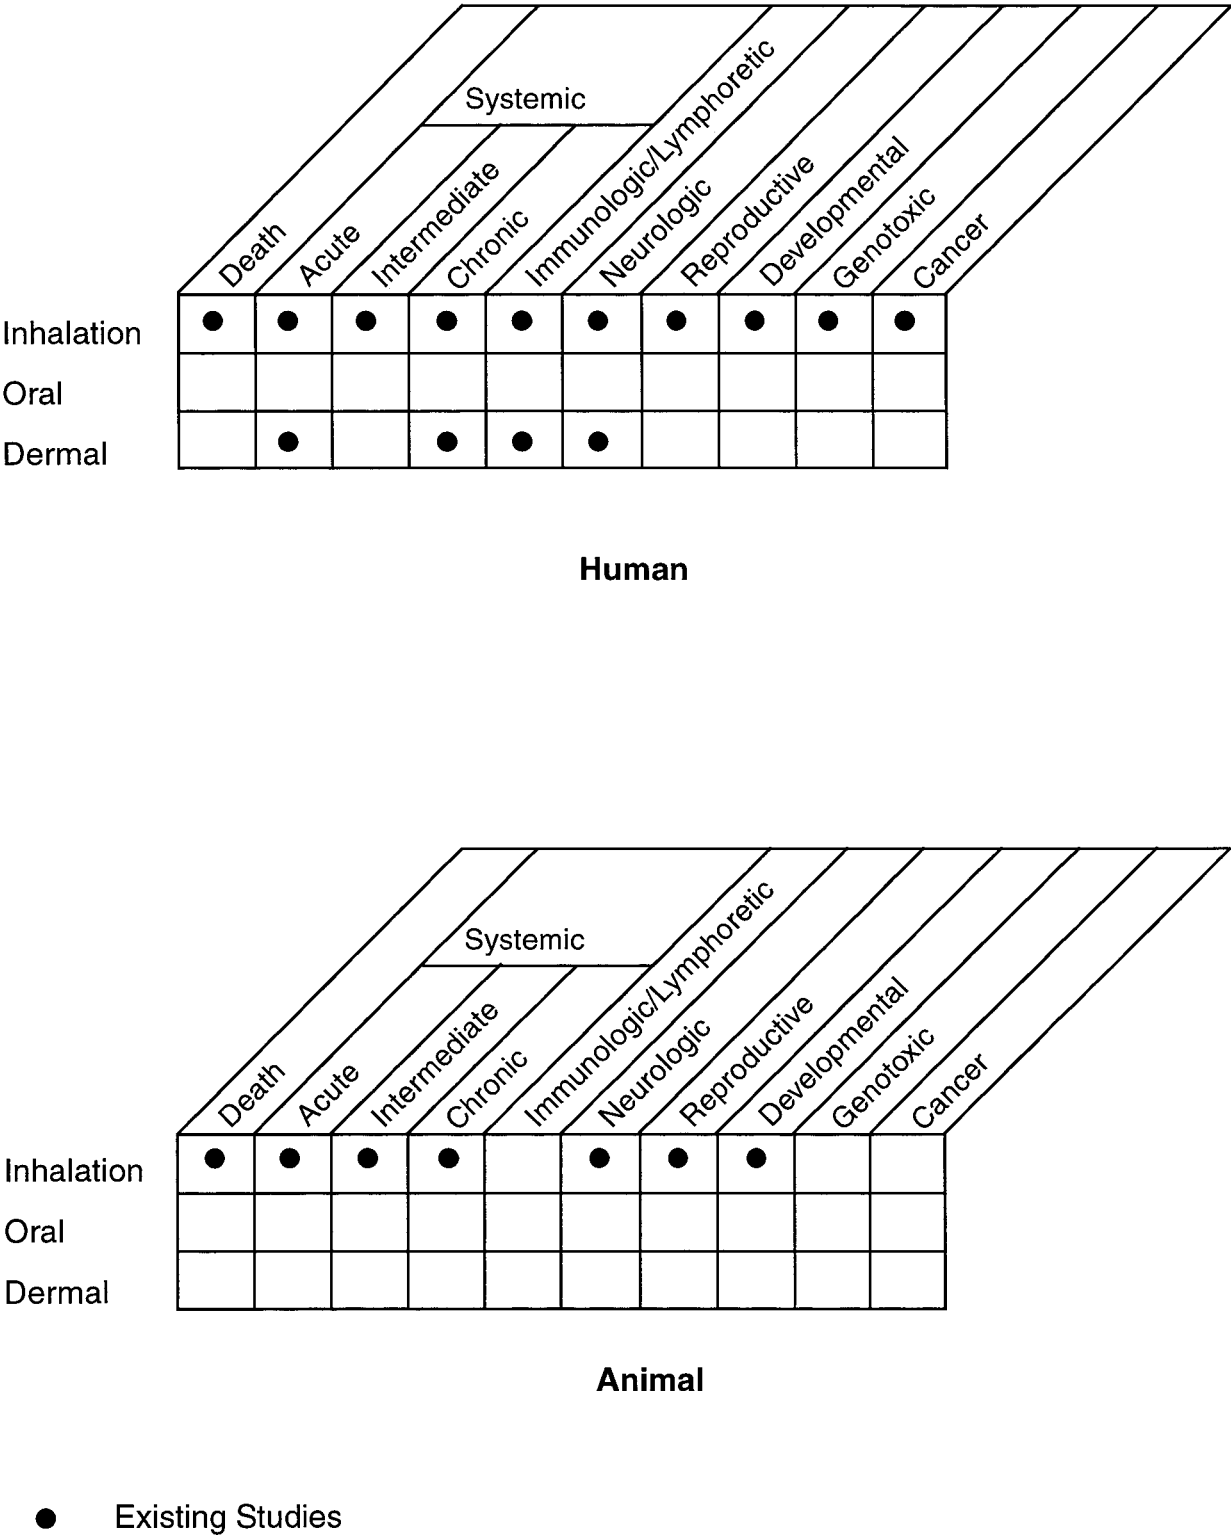 Systemic
Death
Acute
Intermediate
Chronic
Immunologic/Lymphoretic
Neurologic
Reproductive
Developmental
Genotoxic
Cancer
Inhalation
Oral
Dermal
Human
Systemic
Death
Acute
Intermediate
Chronic
Immunologic/Lymphoretic
Neurologic
Reproductive
Developmental
Genotoxic
Cancer
Inhalation
Oral
Dermal
Animal
Existing Studies